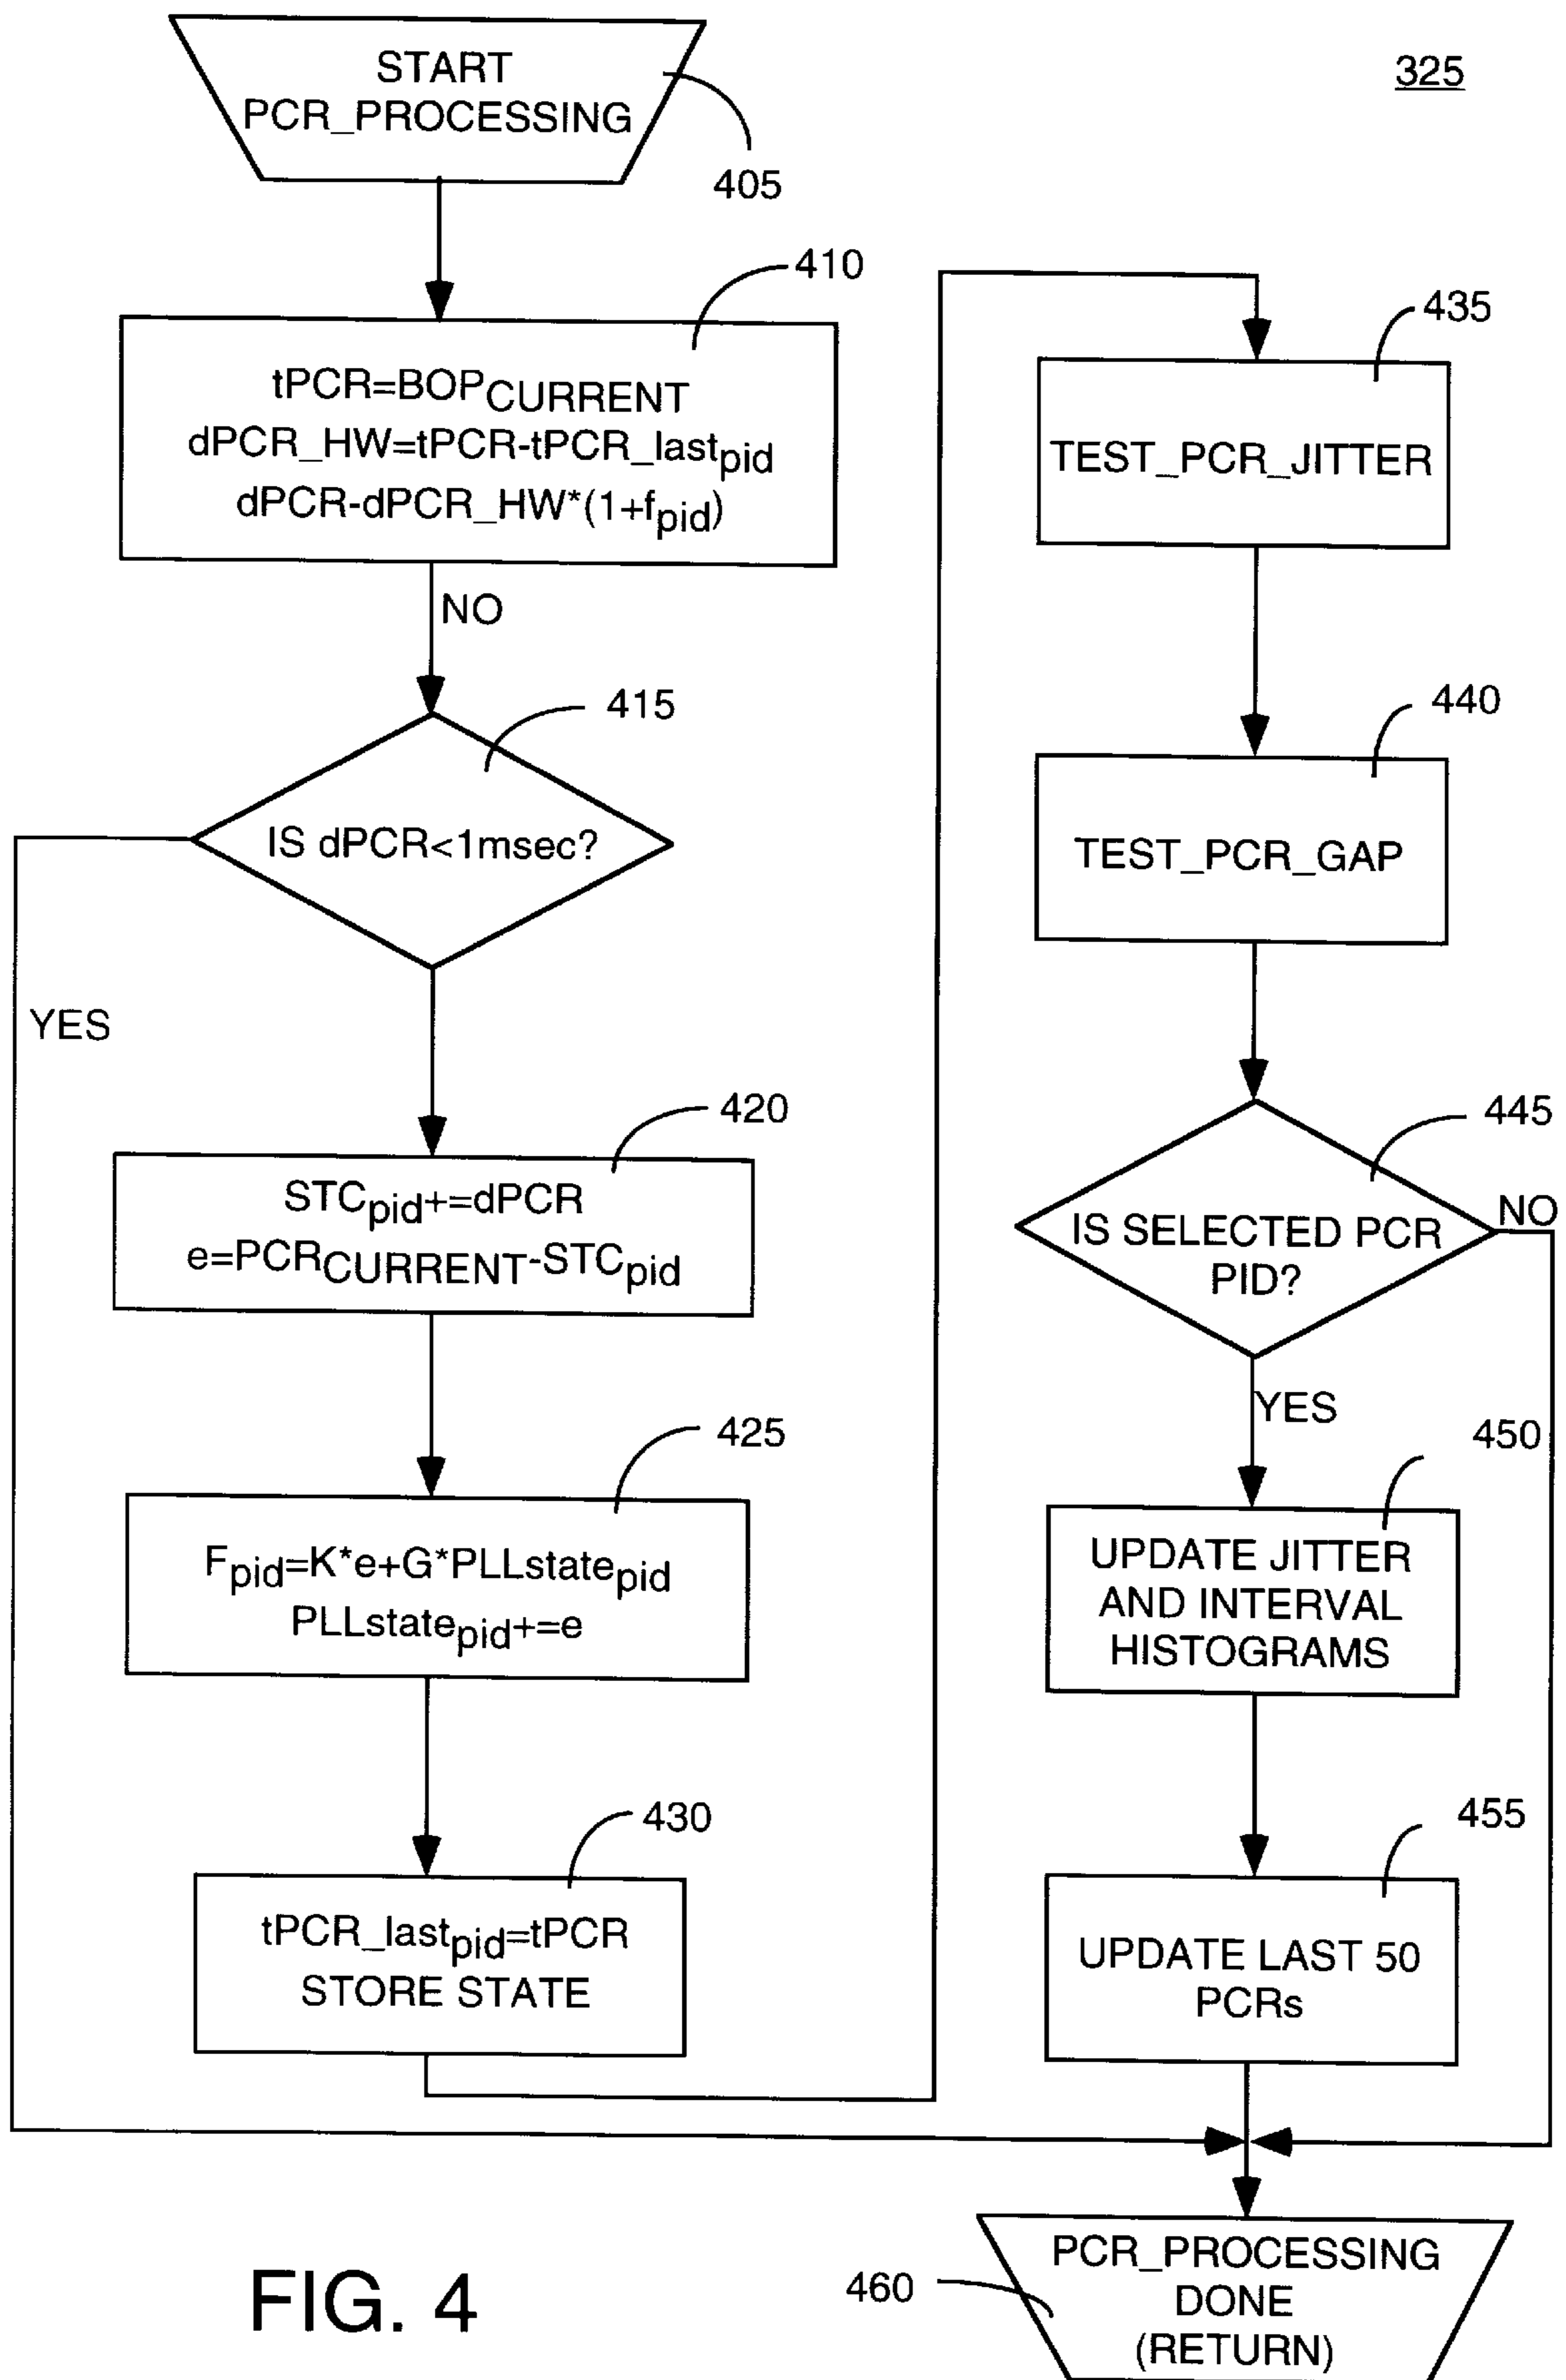 325
START
PCR_PROCESSING
405
410
tPCR=BOPCURRENT
dPCR_HW=tPCR-tPCR_lastpid
dPCR-dPCR_HW*(1+fpid)
NO
415
IS dPCR<1msec?
YES
420
STCpid+=dPCR
e=PCRCURRENT-STCpid
425
Fpid=K*e+G*PLLstatepid
PLLstatepid+=e
430
tPCR_lastpid=tPCR
STORE STATE
435
TEST_PCR_JITTER
440
TEST_PCR_GAP
445
IS SELECTED PCR
PID?
NO
YES
450
UPDATE JITTER
AND INTERVAL
HISTOGRAMS
455
UPDATE LAST 50
PCRs
460
PCR_PROCESSING
DONE
(RETURN)
FIG. 4